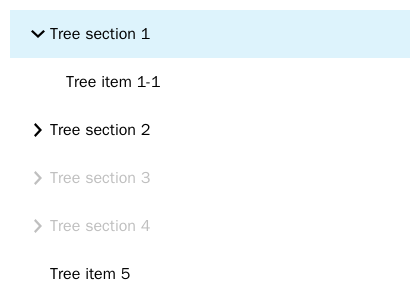 Tree section 1
Tree item 1-1
Tree section 2
Tree section 3
Tree section 4
Tree item 5